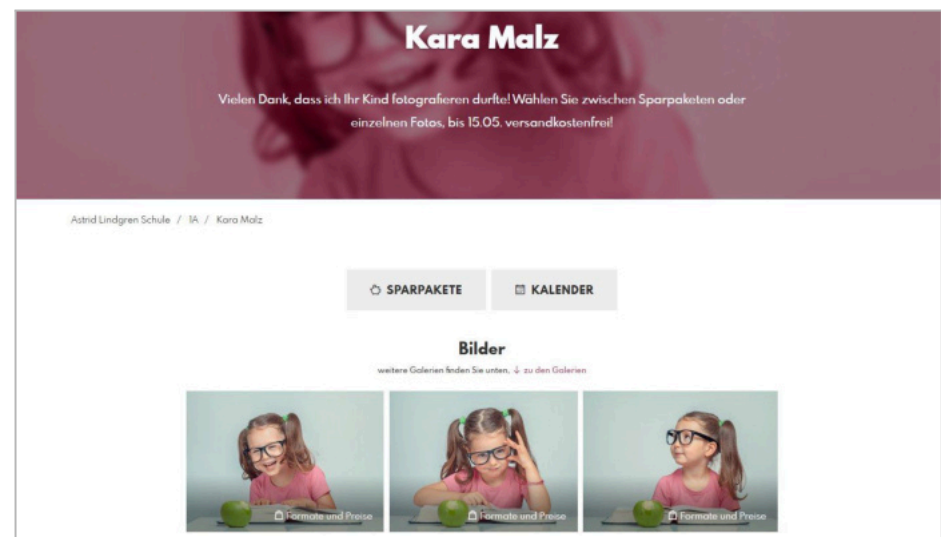 Kara Malz
Vielen Dank, dass ich Ihr Kind fotografieren durfte! Wählen Sie zwischen Sparpaketen oder
einzelnen Fotos, bis 15.05. versandkostenfrei!
Astrid Lindgren Schule / 1A / Kara Malz
SPARPAKETE
KALENDER
Bilder
weitere Galerien finden Sie unten. ↓ zu den Galerien
Formate und Preise
Formate und Preise
Formate und Preise